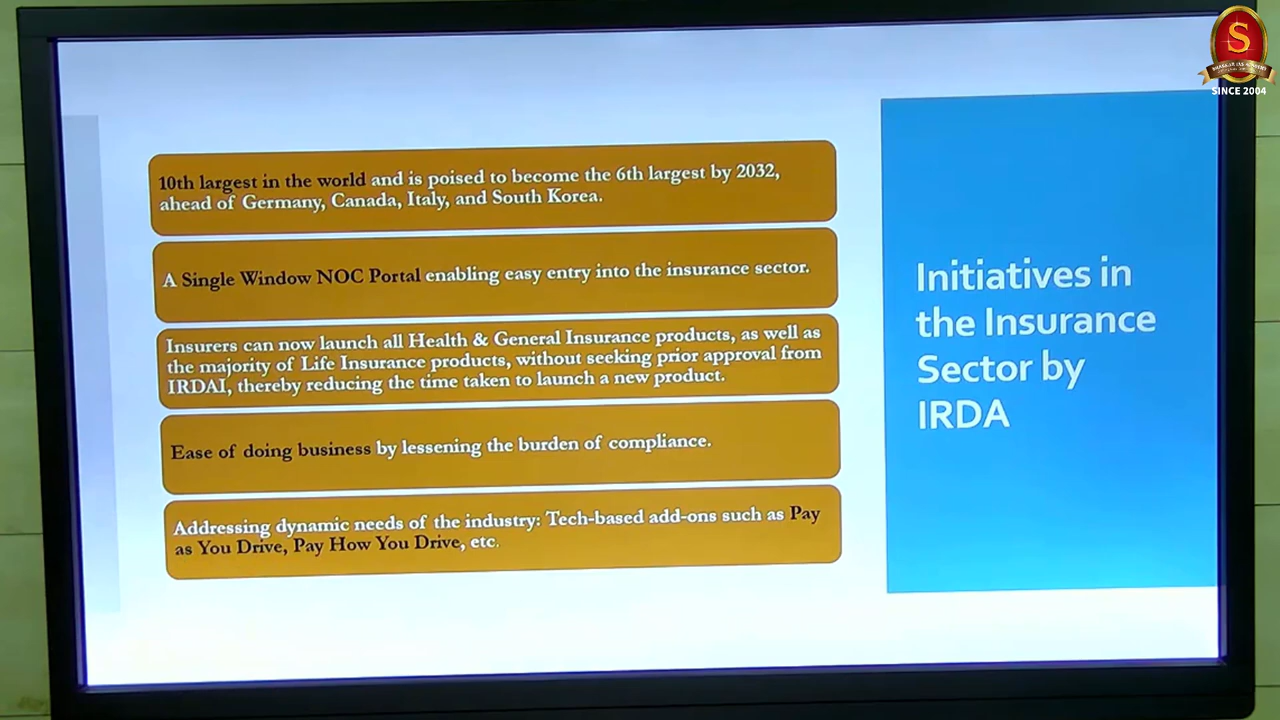 S
SHANKAR IAS ACADEMY
SINCE 2004
10th largest in the world and is poised to become the 6th largest by 2032,
ahead of Germany, Canada, Italy, and South Korea.
A Single Window NOC Portal enabling easy entry into the insurance sector.
Insurers can now launch all Health & General Insurance products, as well as
the majority of Life Insurance products, without seeking prior approval from
IRDAI, thereby reducing the time taken to launch a new product.
Ease of doing business by lessening the burden of compliance.
Addressing dynamic needs of the industry: Tech-based add-ons such as Pay
as You Drive, Pay How You Drive, etc.
Initiatives in
the Insurance
Sector by
IRDA